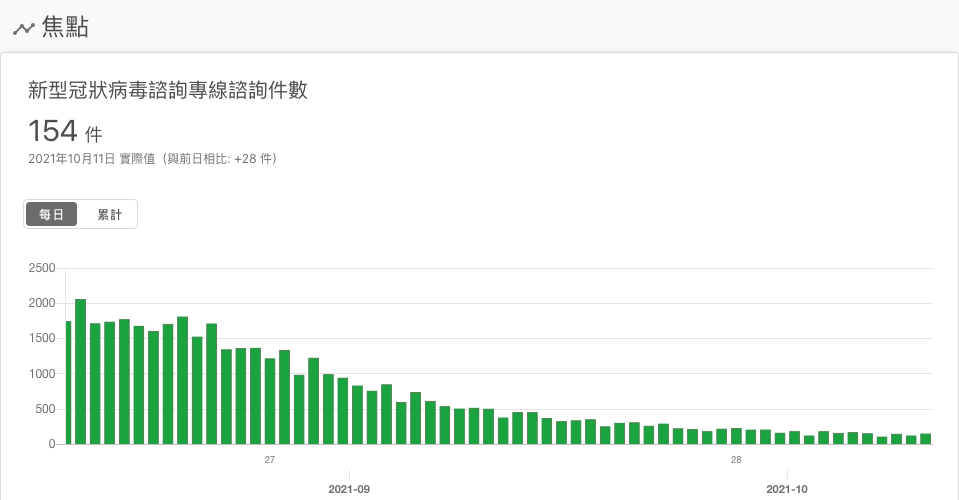 焦點
新型冠狀病毒諮詢專線諮詢件數
154 件
2021年10月11日 實際值（與前日相比: +28 件）
每日 累計
2500
2000
1500
1000
500
0
27 28
2021-09 2021-10